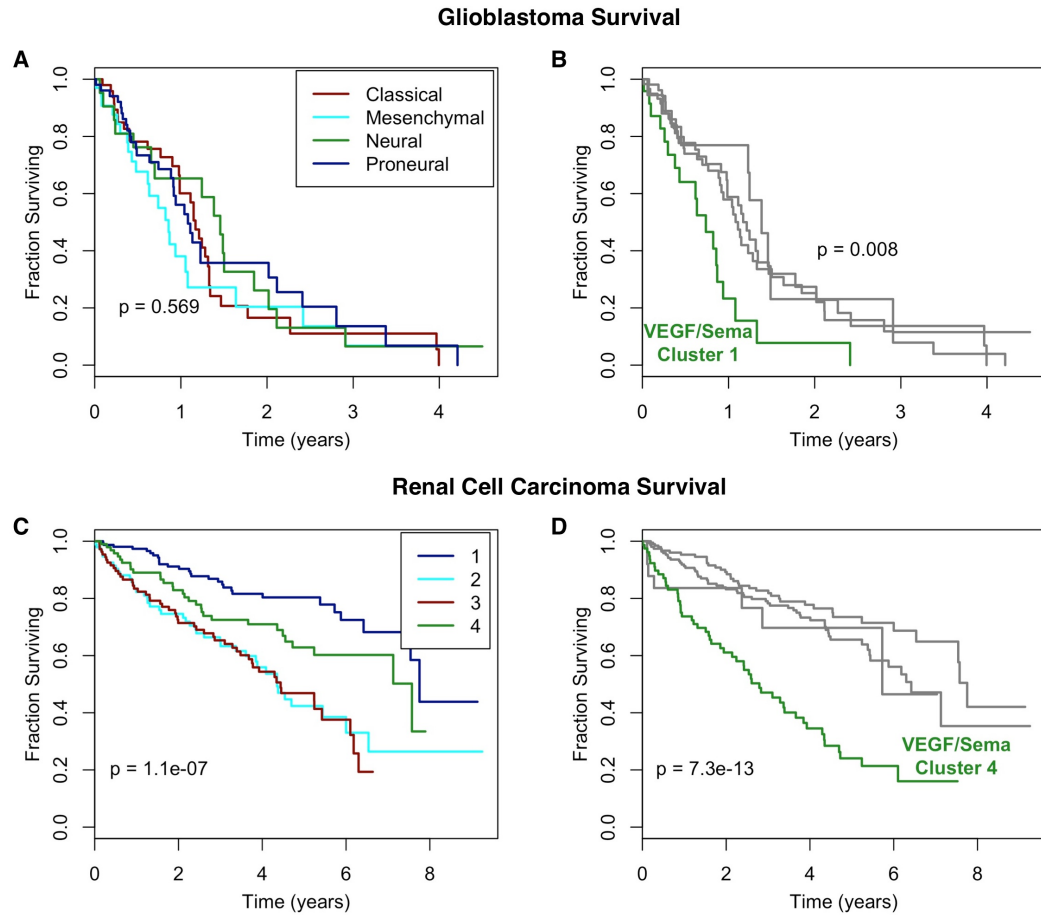 Glioblastoma Survival
A
Fraction Surviving
1.0
0.8
0.6
0.4
0.2
0.0
Classical
Mesenchymal
Neural
Proneural
p = 0.569
0 1 2 3 4
Time (years)
B
Fraction Surviving
1.0
0.8
0.6
0.4
0.2
0.0
p = 0.008
VEGF/Sema
Cluster 1
0 1 2 3 4
Time (years)
Renal Cell Carcinoma Survival
C
Fraction Surviving
1.0
0.8
0.6
0.4
0.2
0.0
1
2
3
4
p = 1.1e-07
0 2 4 6 8
Time (years)
D
Fraction Surviving
1.0
0.8
0.6
0.4
0.2
0.0
VEGF/Sema
Cluster 4
p = 7.3e-13
0 2 4 6 8
Time (years)